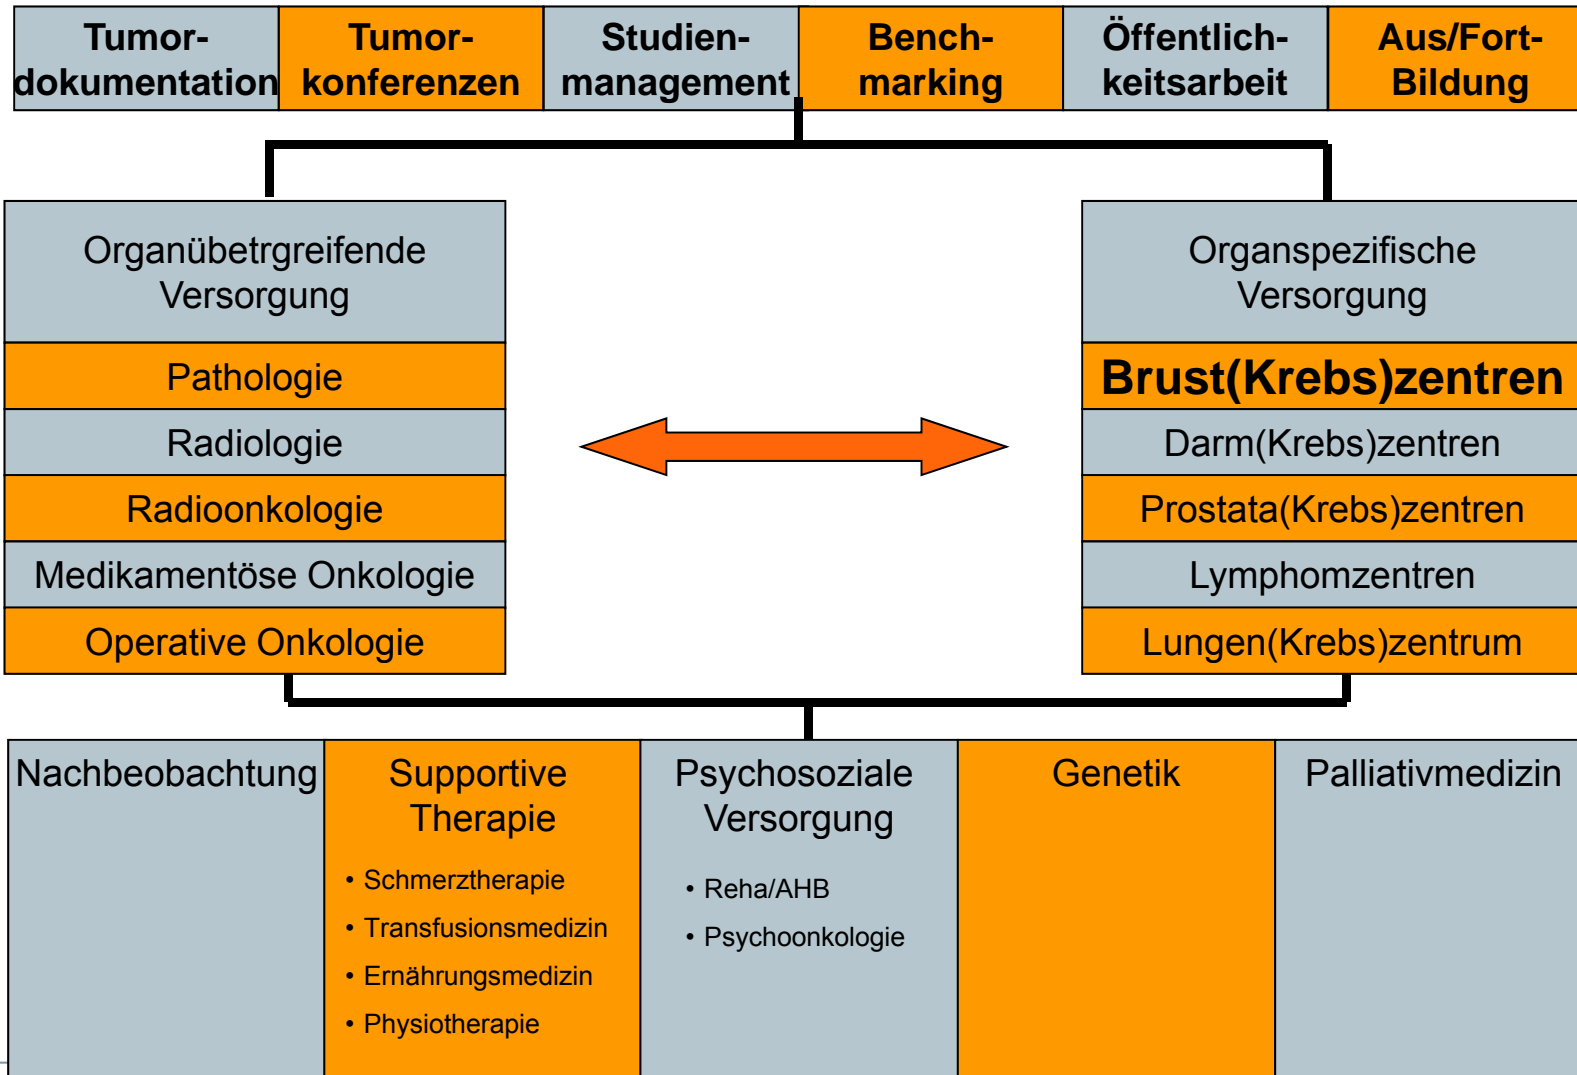 Tumor-
dokumentation
Tumor-
konferenzen
Studien-
management
Bench-
marking
Öffentlich-
keitsarbeit
Aus/Fort-
Bildung
Organübetrgreifende
Versorgung
Pathologie
Radiologie
Radioonkologie
Medikamentöse Onkologie
Operative Onkologie
Organspezifische
Versorgung
Brust(Krebs)zentren
Darm(Krebs)zentren
Prostata(Krebs)zentren
Lymphomzentren
Lungen(Krebs)zentrum
Nachbeobachtung
Supportive
Therapie
• Schmerztherapie
• Transfusionsmedizin
• Ernährungsmedizin
• Physiotherapie
Psychosoziale
Versorgung
• Reha/AHB
• Psychoonkologie
Genetik
Palliativmedizin